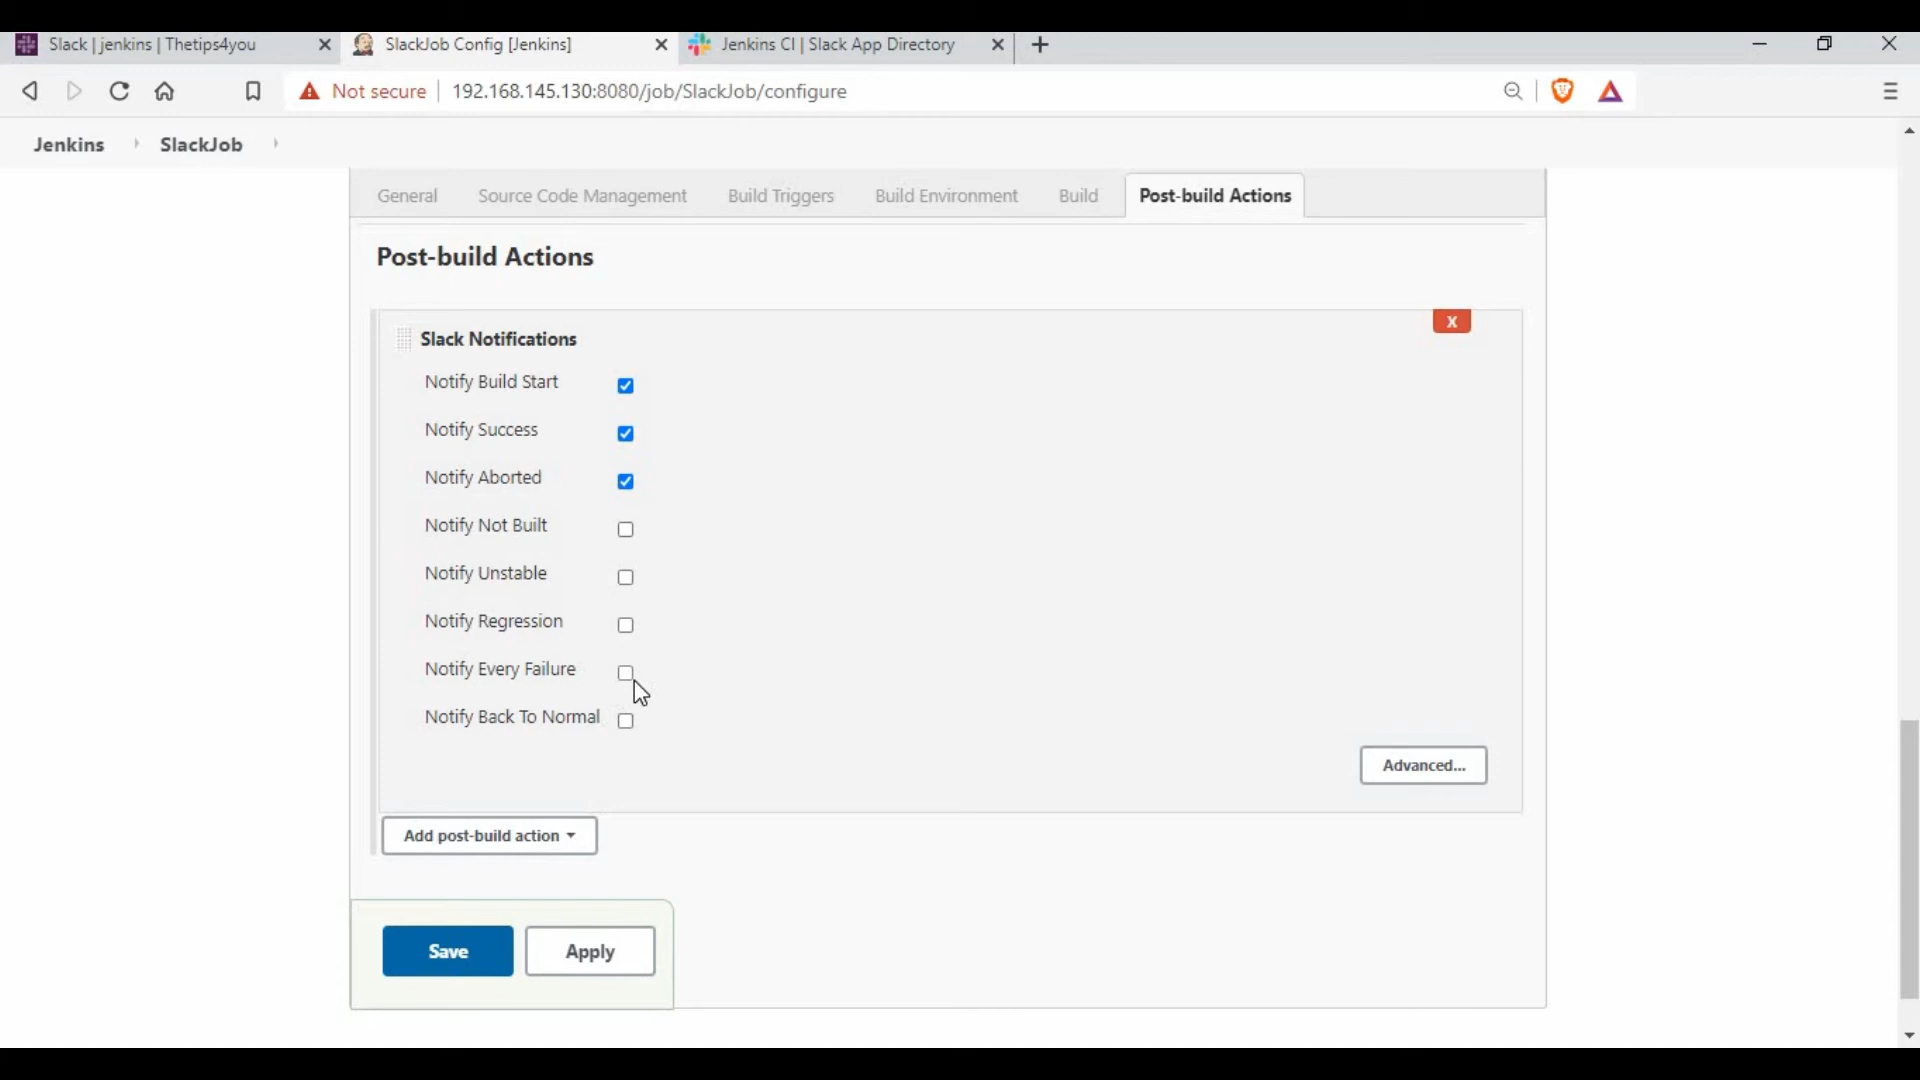 Slack | jenkins | Thetips4you
SlackJob Config [Jenkins]
Jenkins CI | Slack App Directory
Not secure
192.168.145.130:8080/job/SlackJob/configure
Jenkins
SlackJob
General
Source Code Management
Build Triggers
Build Environment
Build
Post-build Actions
Post-build Actions
X
Slack Notifications
Notify Build Start
Notify Success
Notify Aborted
Notify Not Built
Notify Unstable
Notify Regression
Notify Every Failure
Notify Back To Normal
Advanced...
Add post-build action
Save
Apply